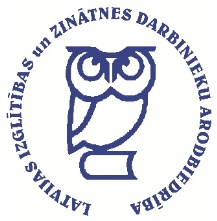 LATVIJAS IZGLĪTĪBAS un ZINĀTNES DARBINIEKU ARODBIEDRĪBA